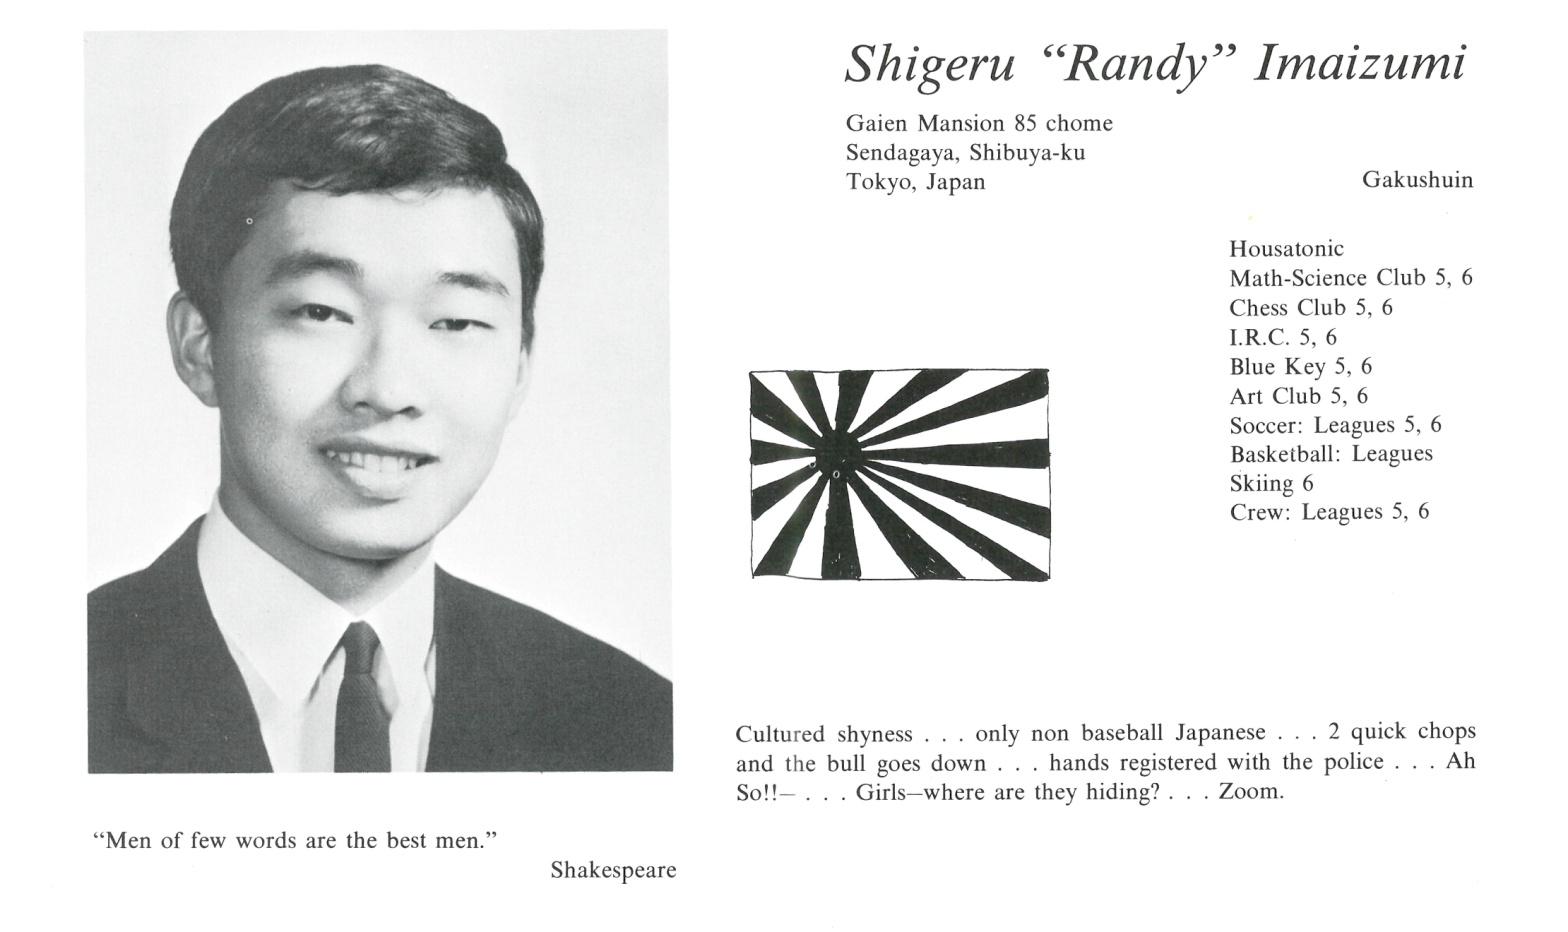 Shigeru “Randy” Imaizumi
Gaien Mansion 85 chome
Sendagaya, Shibuya-ku
Tokyo, Japan
Gakushuin
Housatonic
Math-Science Club 5, 6
Chess Club 5, 6
I.R.C. 5, 6
Blue Key 5, 6
Art Club 5, 6
Soccer: Leagues 5, 6
Basketball: Leagues
Skiing 6
Crew: Leagues 5, 6
Cultured shyness . . . only non baseball Japanese . . . 2 quick chops
and the bull goes down . . . hands registered with the police . . . Ah
So!!— . . . Girls—where are they hiding? . . . Zoom.
“Men of few words are the best men.”
Shakespeare